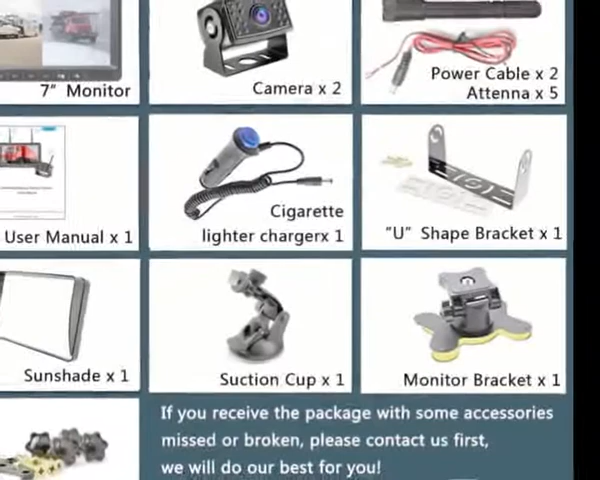 7" Monitor
Camera x 2
Power Cable x 2
Attenna x 5
User Manual x 1
Cigarette
lighter chargerx 1
"U" Shape Bracket x 1
Sunshade x 1
Suction Cup x 1
Monitor Bracket x 1
If you receive the package with some accessories
missed or broken, please contact us first,
we will do our best for you!